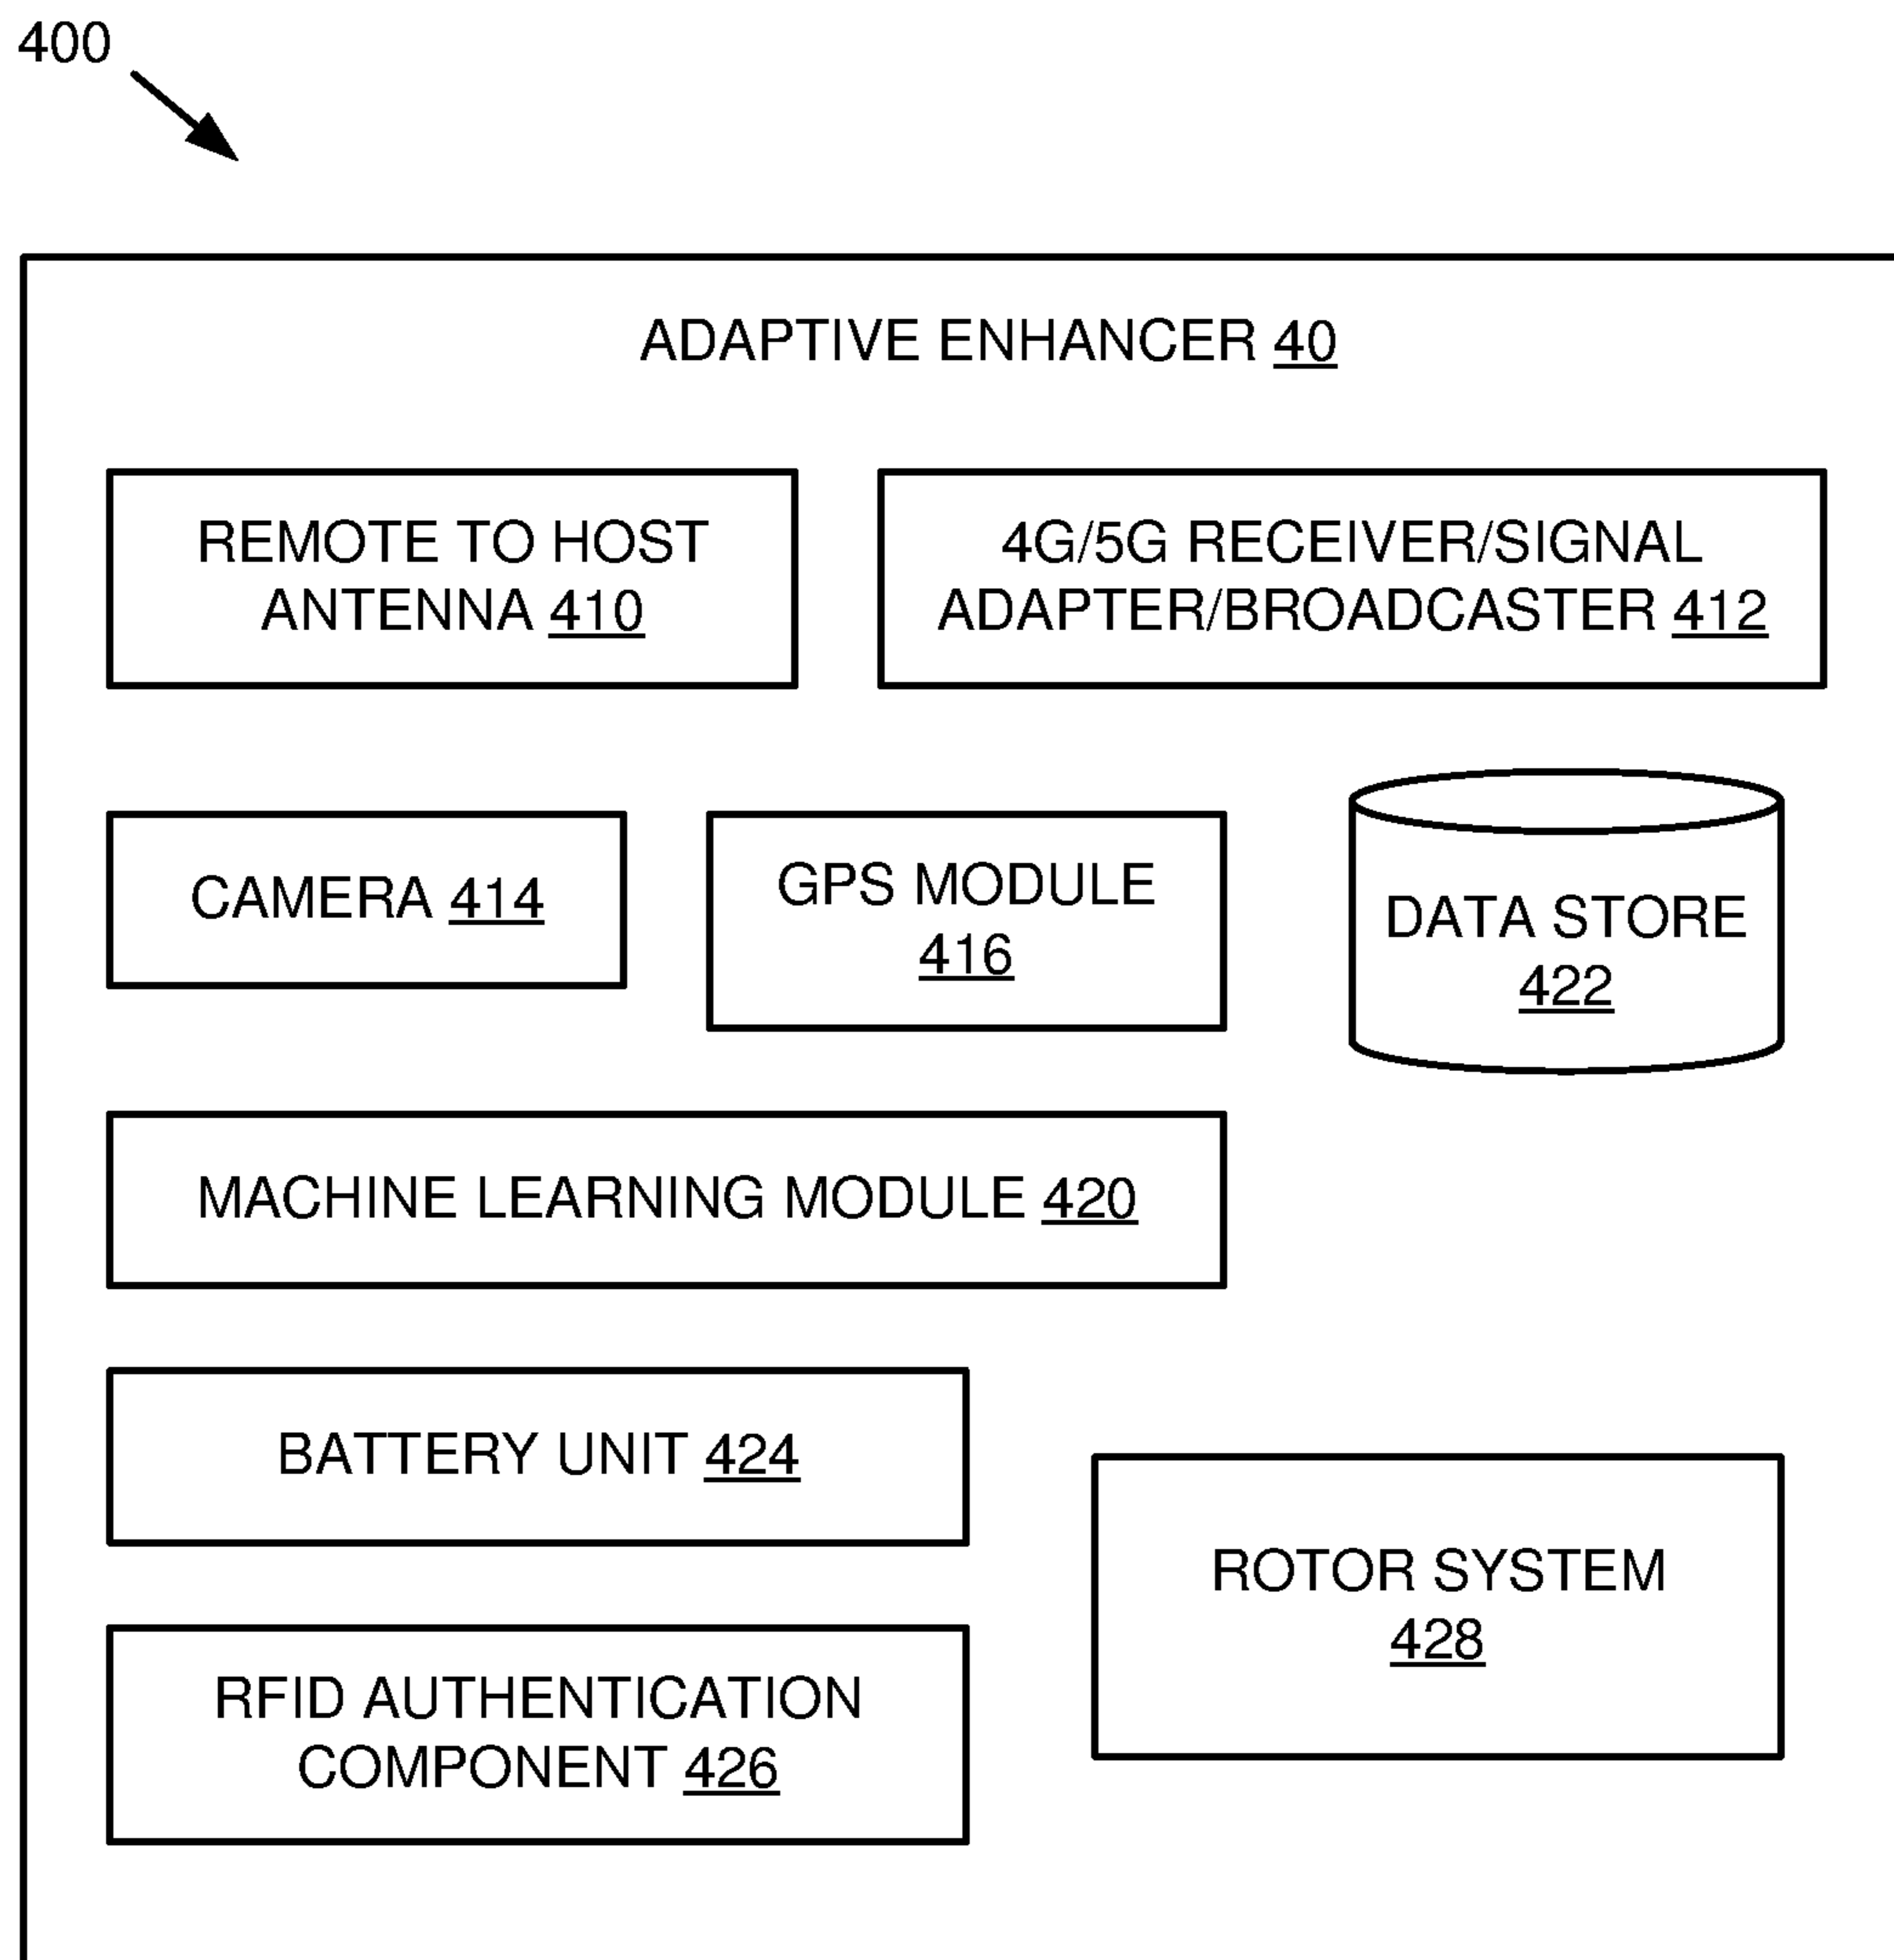 400
ADAPTIVE ENHANCER 40
REMOTE TO HOST
ANTENNA 410
4G/5G RECEIVER/SIGNAL
ADAPTER/BROADCASTER 412
CAMERA 414
GPS MODULE
416
DATA STORE
422
MACHINE LEARNING MODULE 420
BATTERY UNIT 424
ROTOR SYSTEM
428
RFID AUTHENTICATION
COMPONENT 426